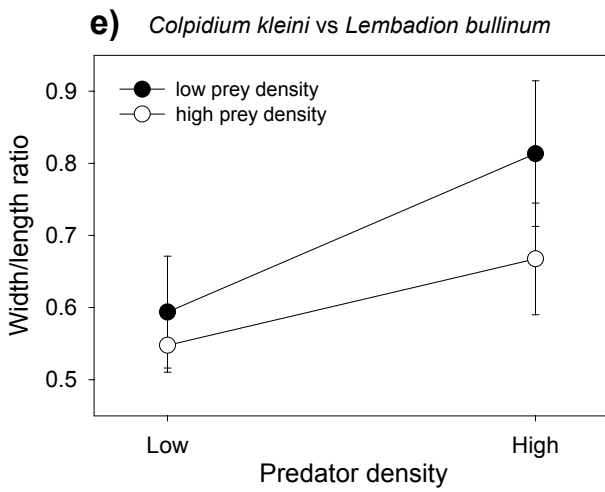 e) Colpidium kleini vs Lembadion bullinum
low prey density
high prey density
0.9
0.8
0.7
0.6
0.5
Width/length ratio
Low High
Predator density